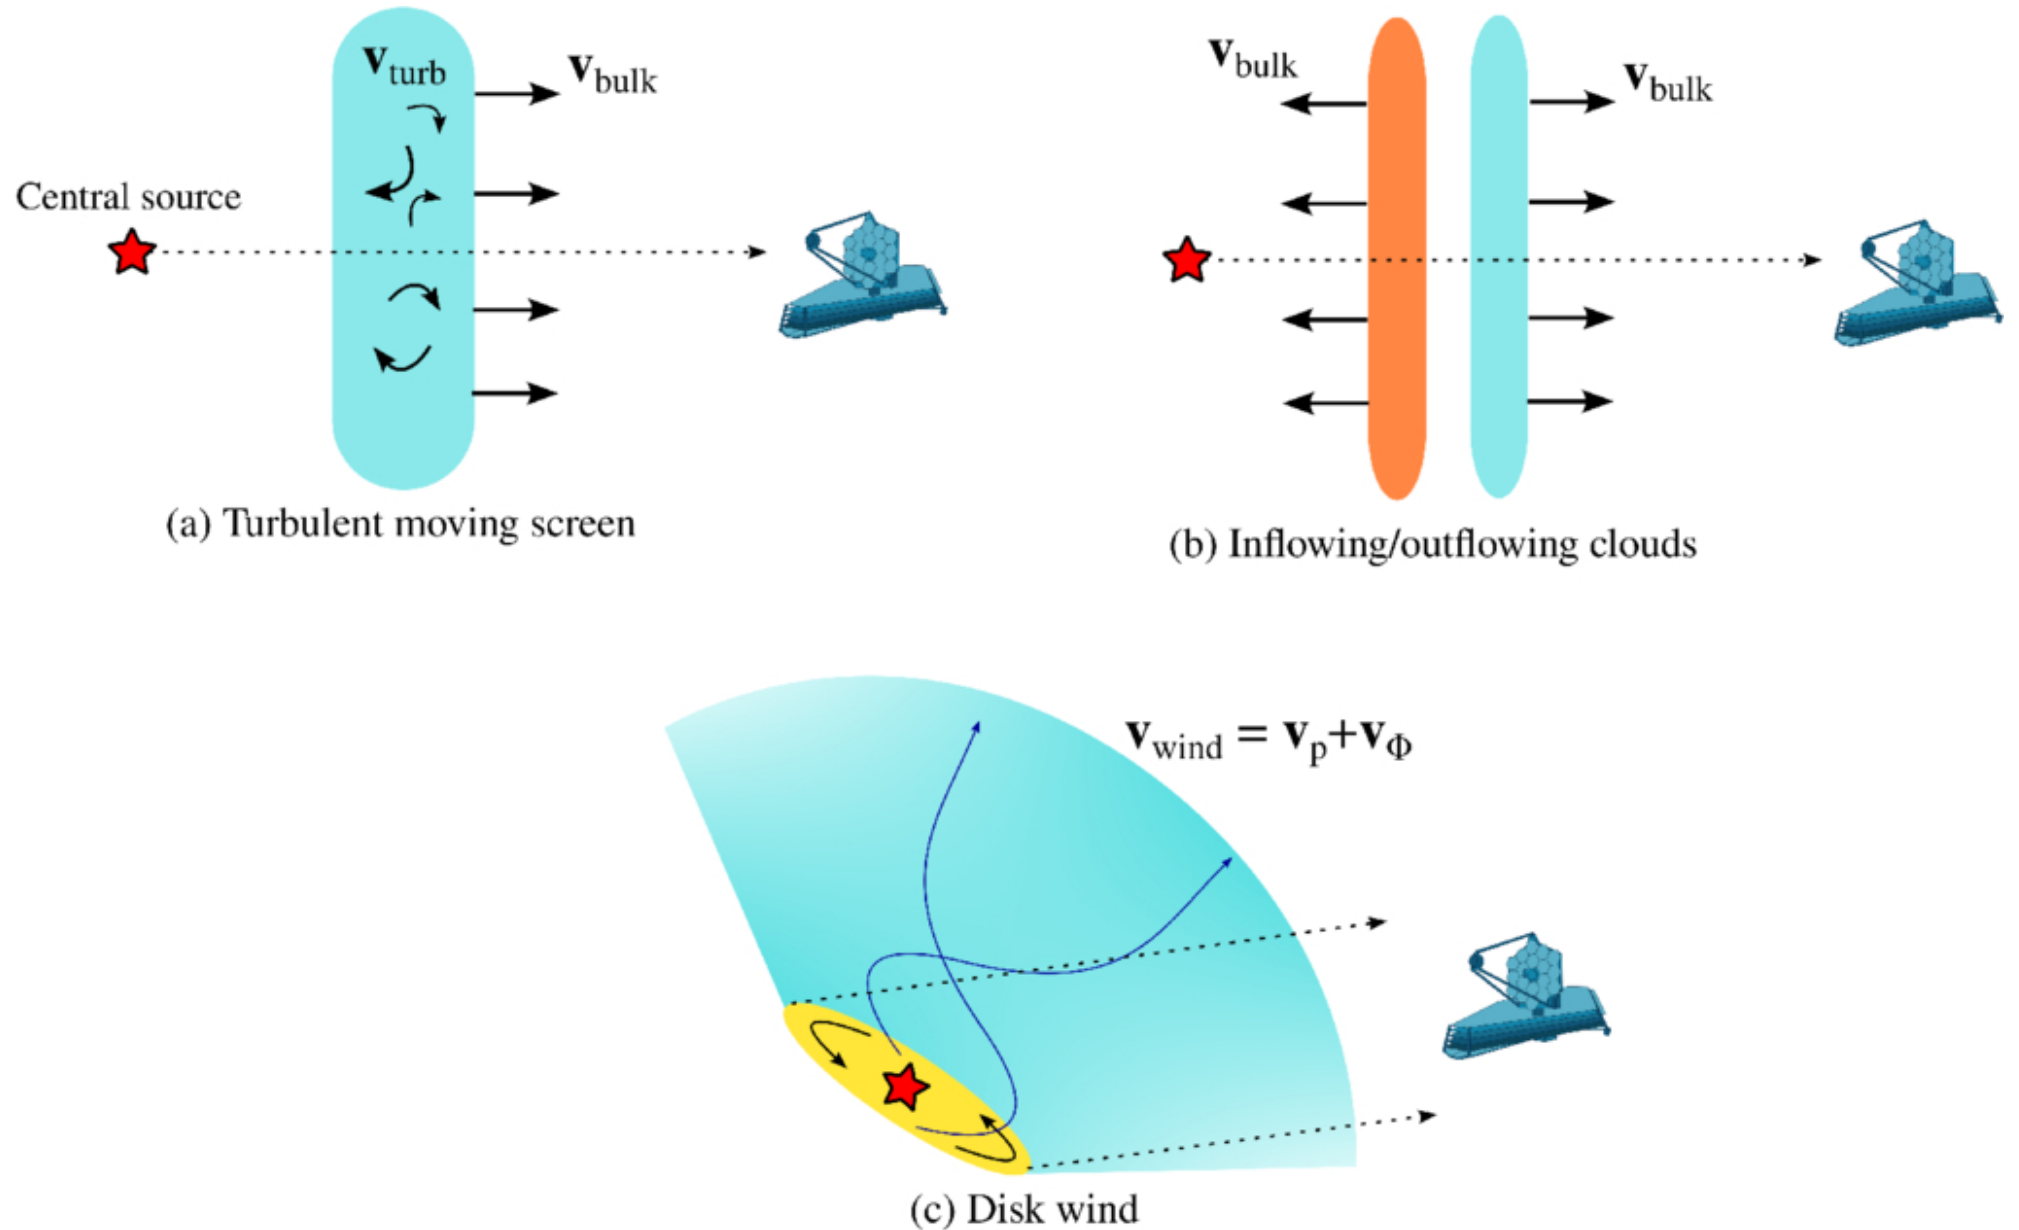 v_turb
v_bulk
Central source
(a) Turbulent moving screen
v_bulk
v_bulk
(b) Inflowing/outflowing clouds
v_wind = v_p+v_Φ
(c) Disk wind